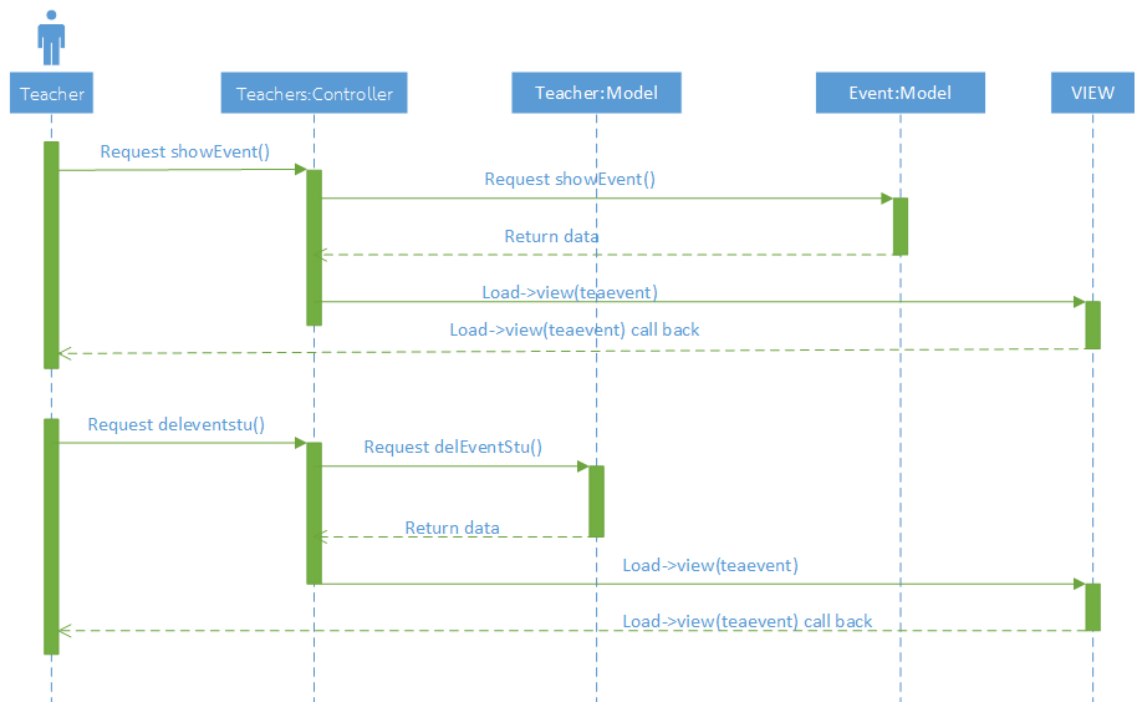 Teacher
Teachers:Controller
Teacher:Model
Event:Model
VIEW
Request showEvent()
Request showEvent()
Return data
Load->view(teaevent)
Load->view(teaevent) call back
Request deleventstu()
Request delEventStu()
Return data
Load->view(teaevent)
Load->view(teaevent) call back